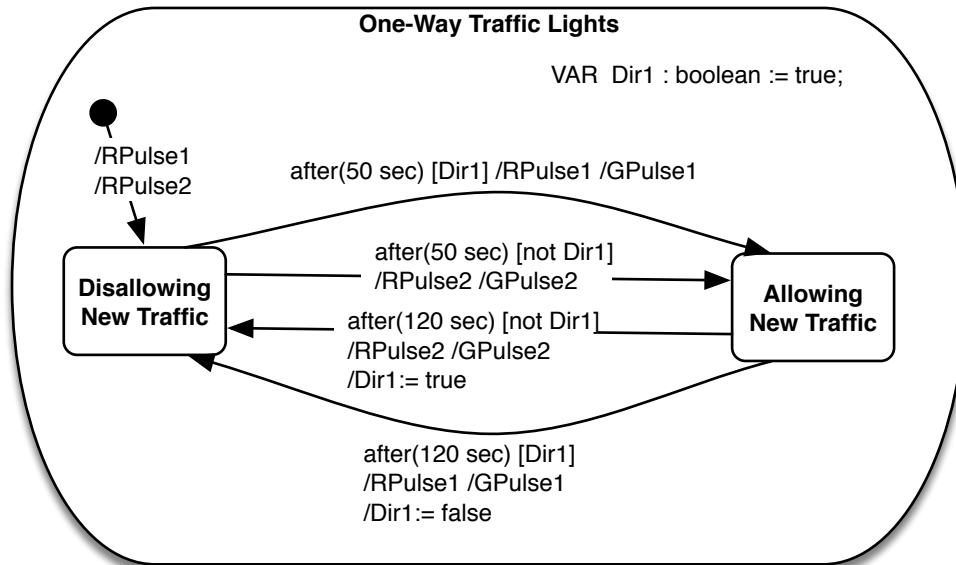 One-Way Traffic Lights
VAR Dir1 : boolean := true;
/RPulse1
/RPulse2
after(50 sec) [Dir1] /RPulse1 /GPulse1
after(50 sec) [not Dir1]
/RPulse2 /GPulse2
Disallowing
New Traffic
Allowing
New Traffic
after(120 sec) [not Dir1]
/RPulse2 /GPulse2
/Dir1:= true
after(120 sec) [Dir1]
/RPulse1 /GPulse1
/Dir1:= false